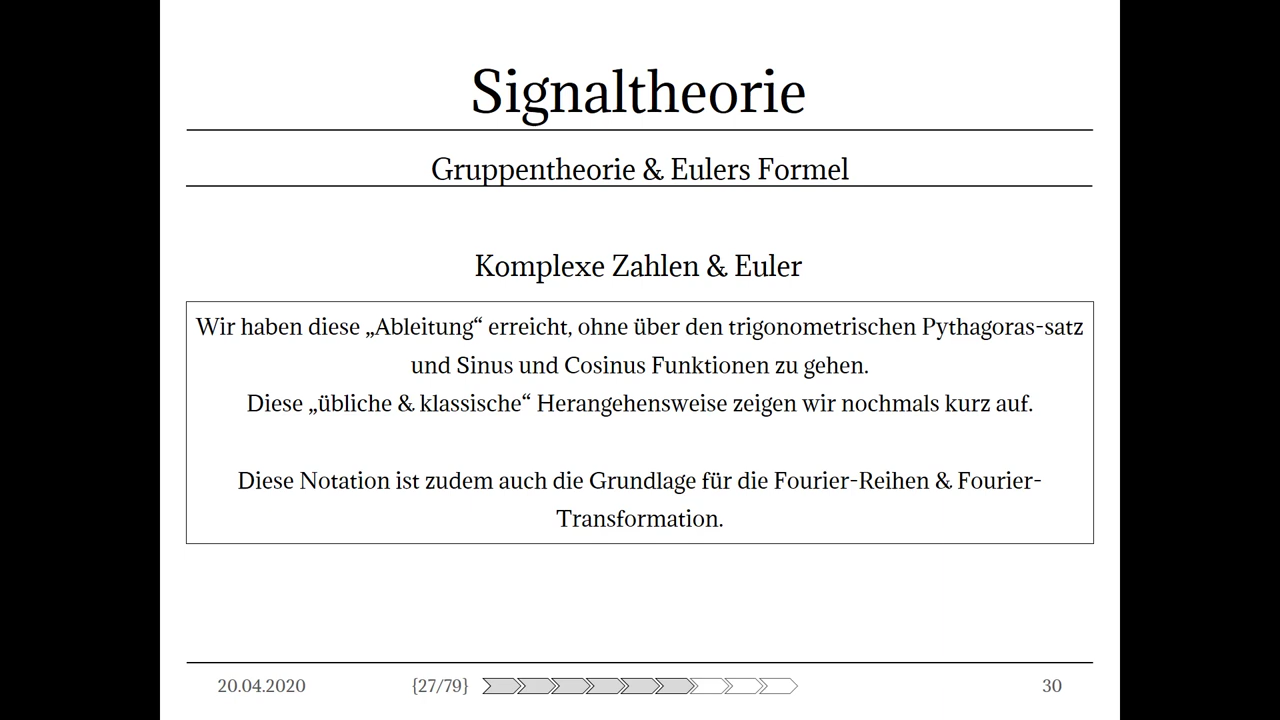 Signaltheorie
Gruppentheorie & Eulers Formel
Komplexe Zahlen & Euler
Wir haben diese „Ableitung“ erreicht, ohne über den trigonometrischen Pythagoras-satz
und Sinus und Cosinus Funktionen zu gehen.
Diese „übliche & klassische“ Herangehensweise zeigen wir nochmals kurz auf.
Diese Notation ist zudem auch die Grundlage für die Fourier-Reihen & Fourier-
Transformation.
20.04.2020 {27/79} 30